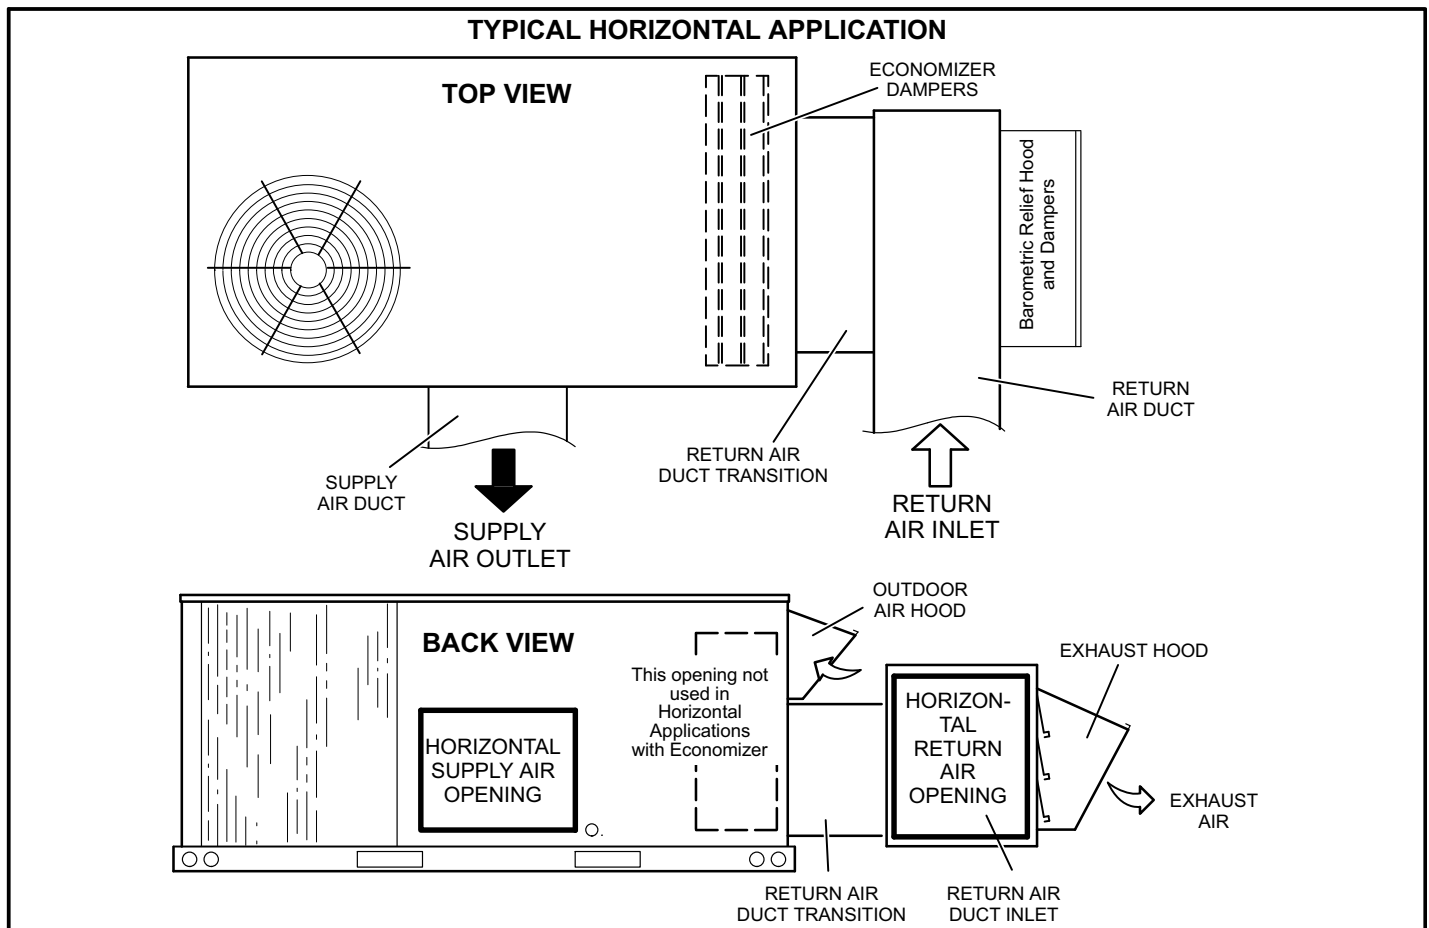 TYPICAL HORIZONTAL APPLICATION
TOP VIEW
ECONOMIZER
DAMPERS
Barometric Relief Hood
and Dampers
RETURN
AIR DUCT
RETURN AIR
DUCT TRANSITION
SUPPLY
AIR DUCT
SUPPLY
AIR OUTLET
RETURN
AIR INLET
BACK VIEW
OUTDOOR
AIR HOOD
EXHAUST HOOD
This opening not
used in
Horizontal
Applications
with Economizer
HORIZONTAL
SUPPLY AIR
OPENING
HORIZON-
TAL
RETURN
AIR
OPENING
EXHAUST
AIR
RETURN AIR
DUCT TRANSITION
RETURN AIR
DUCT INLET